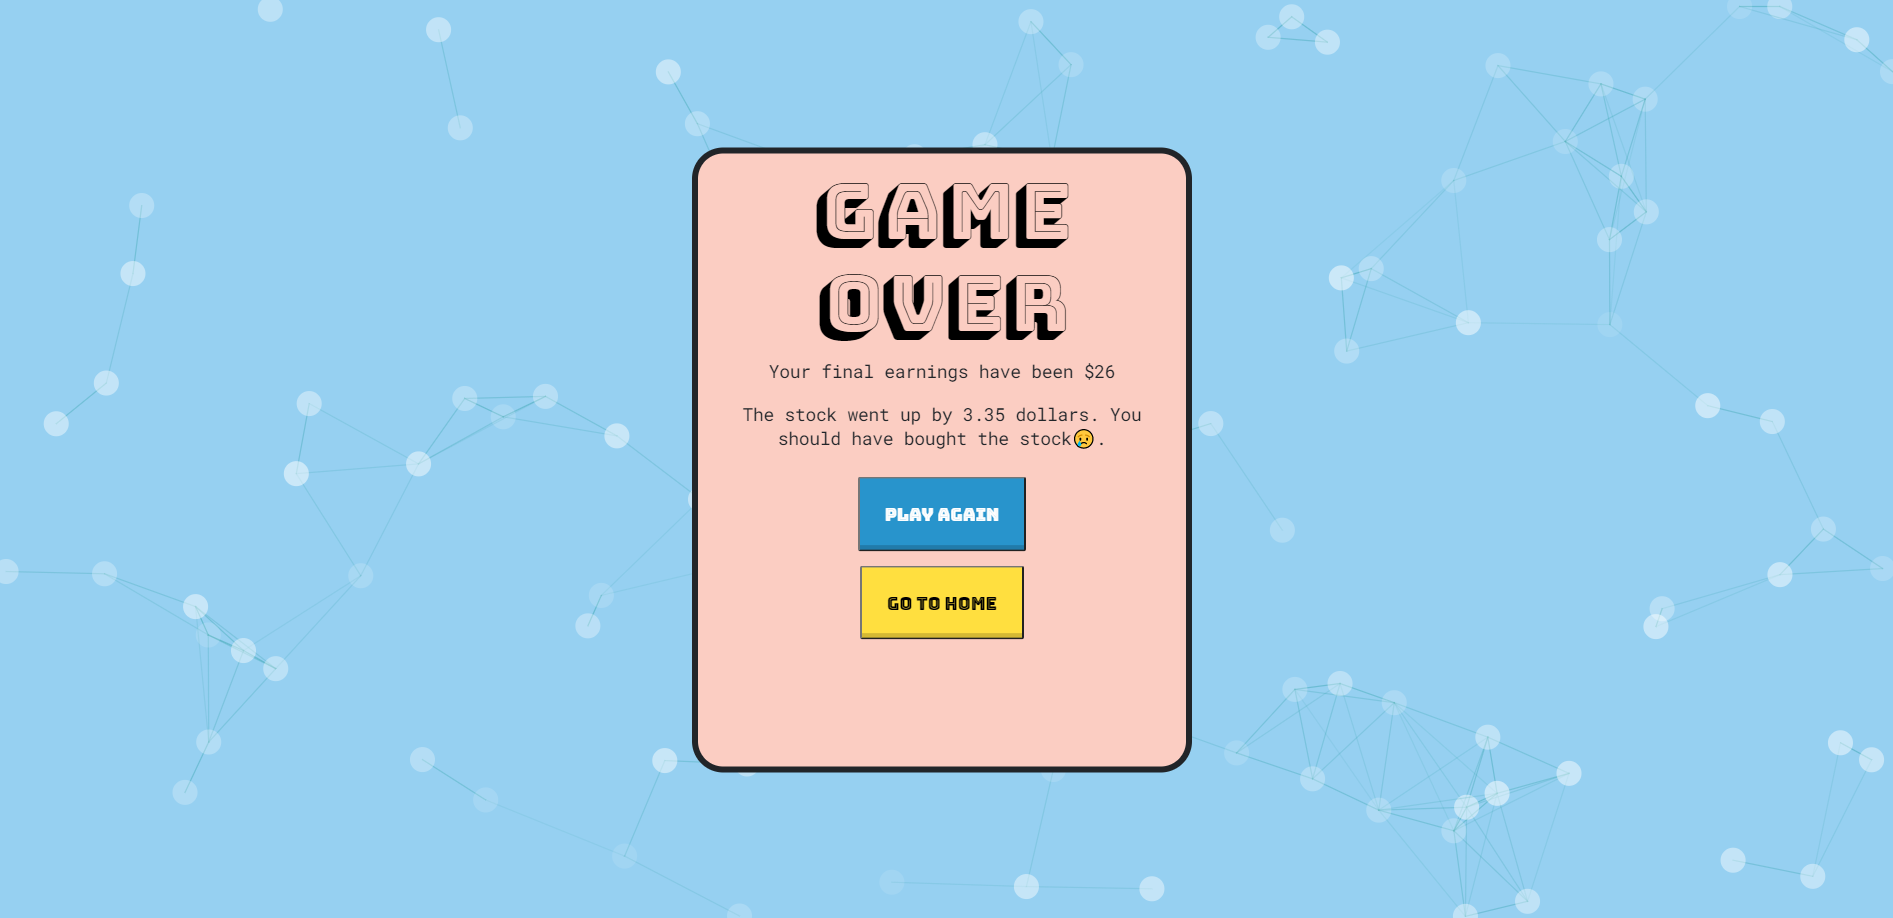 GAME
OVER
Your final earnings have been $26
The stock went up by 3.35 dollars. You
should have bought the stock😥.
PLAY AGAIN
GO TO HOME